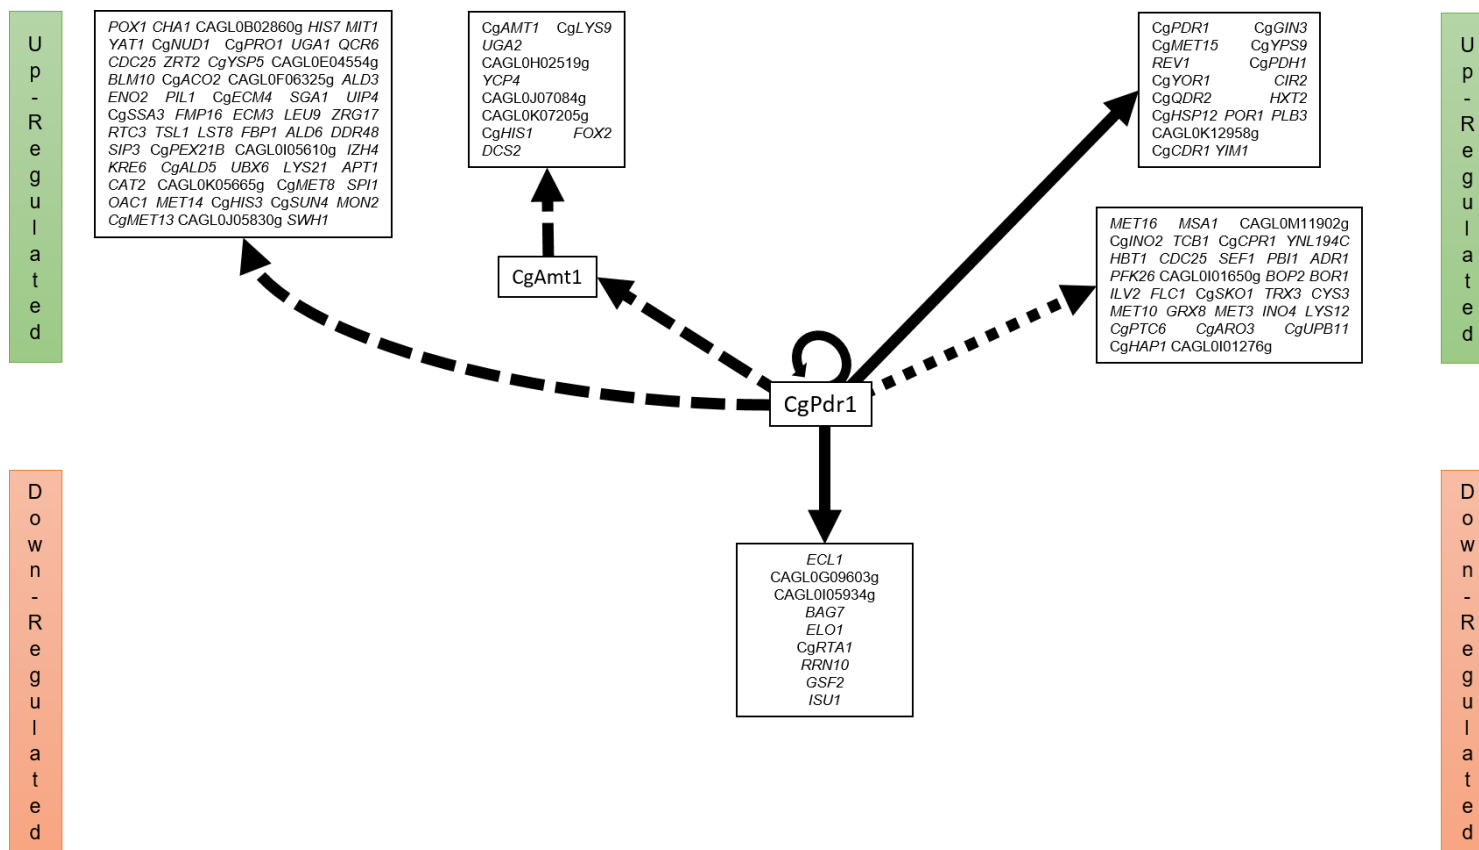 Up-Regulated
POX1 CHA1 CAGL0B02860g HIS7 MIT1
YAT1 CgNUD1 CgPRO1 UGA1 QCR6
CDC25 ZRT2 CgYSP5 CAGL0E04554g
BLM10 CgACO2 CAGL0F06325g ALD3
ENO2 PIL1 CgECM4 SGA1 UIP4
CgSSA3 FMP16 ECM3 LEU9 ZRG17
RTC3 TSL1 LST8 FBP1 ALD6 DDR48
SIP3 CgPEX21B CAGL0I05610g IZH4
KRE6 CgALD5 UBX6 LYS21 APT1
CAT2 CAGL0K05665g CgMET8 SPI1
OAC1 MET14 CgHIS3 CgSUN4 MON2
CgMET13 CAGL0J05830g SWH1
CgAMT1 CgLYS9
UGA2
CAGL0H02519g
YCP4
CAGL0J07084g
CAGL0K07205g
CgHIS1 FOX2
DCS2
CgPDR1 CgGIN3
CgMET15 CgYPS9
REV1 CgPDH1
CgYOR1 CIR2
CgQDR2 HXT2
CgHSP12 POR1 PLB3
CAGL0K12958g
CgCDR1 YIM1
Up-Regulated
MET16 MSA1 CAGL0M11902g
CgINO2 TCB1 CgCPR1 YNL194C
HBT1 CDC25 SEF1 PBI1 ADR1
PFK26 CAGL0I01650g BOP2 BOR1
ILV2 FLC1 CgSKO1 TRX3 CYS3
MET10 GRX8 MET3 INO4 LYS12
CgPTC6 CgARO3 CgUPB11
CgHAP1 CAGL0I01276g
CgAmt1
CgPdr1
Down-Regulated
ECL1
CAGL0G09603g
CAGL0I05934g
BAG7
ELO1
CgRTA1
RRN10
GSF2
ISU1
Down-Regulated